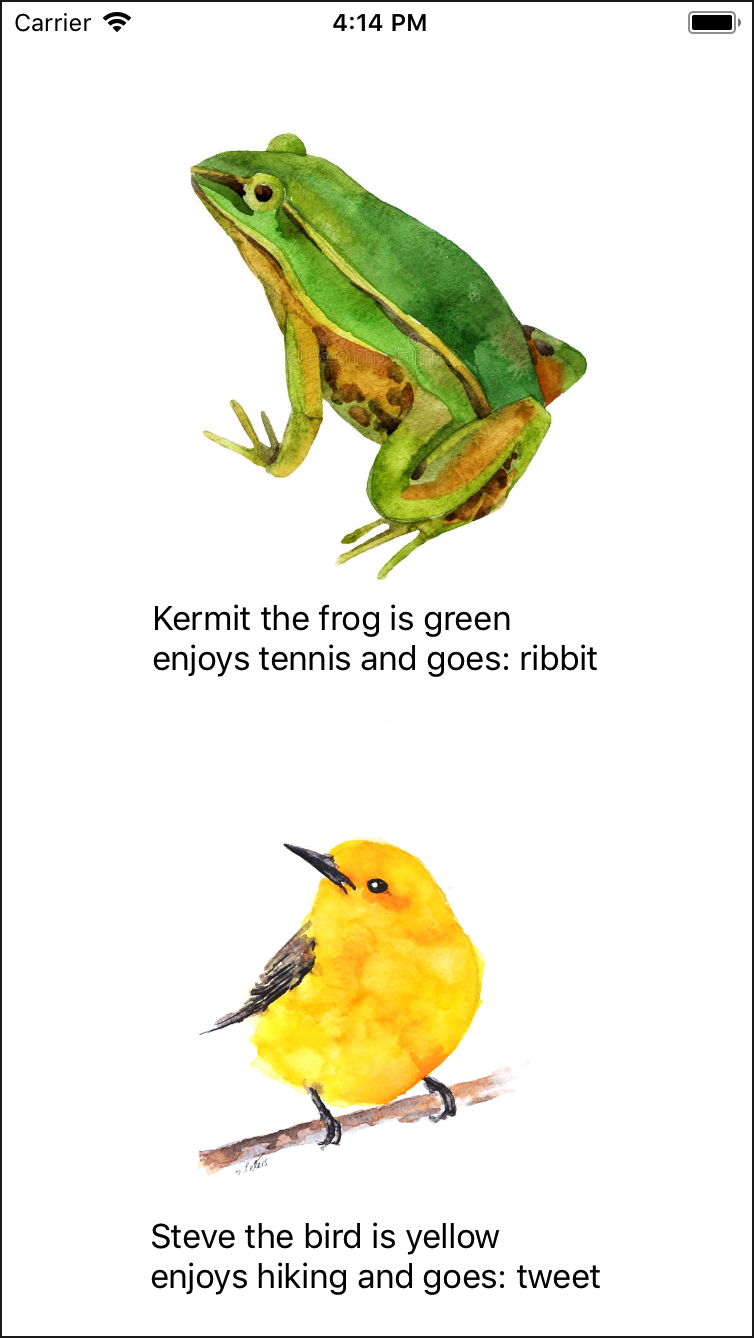 Carrier 4:14 PM
Kermit the frog is green
enjoys tennis and goes: ribbit
Steve the bird is yellow
enjoys hiking and goes: tweet